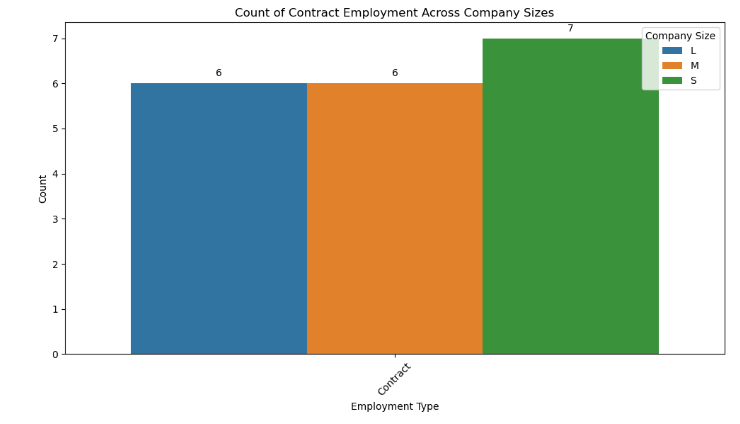 Count of Contract Employment Across Company Sizes
Company Size
L
M
S
6
6
7
7
6
5
4
3
2
1
0
Count
Contract
Employment Type